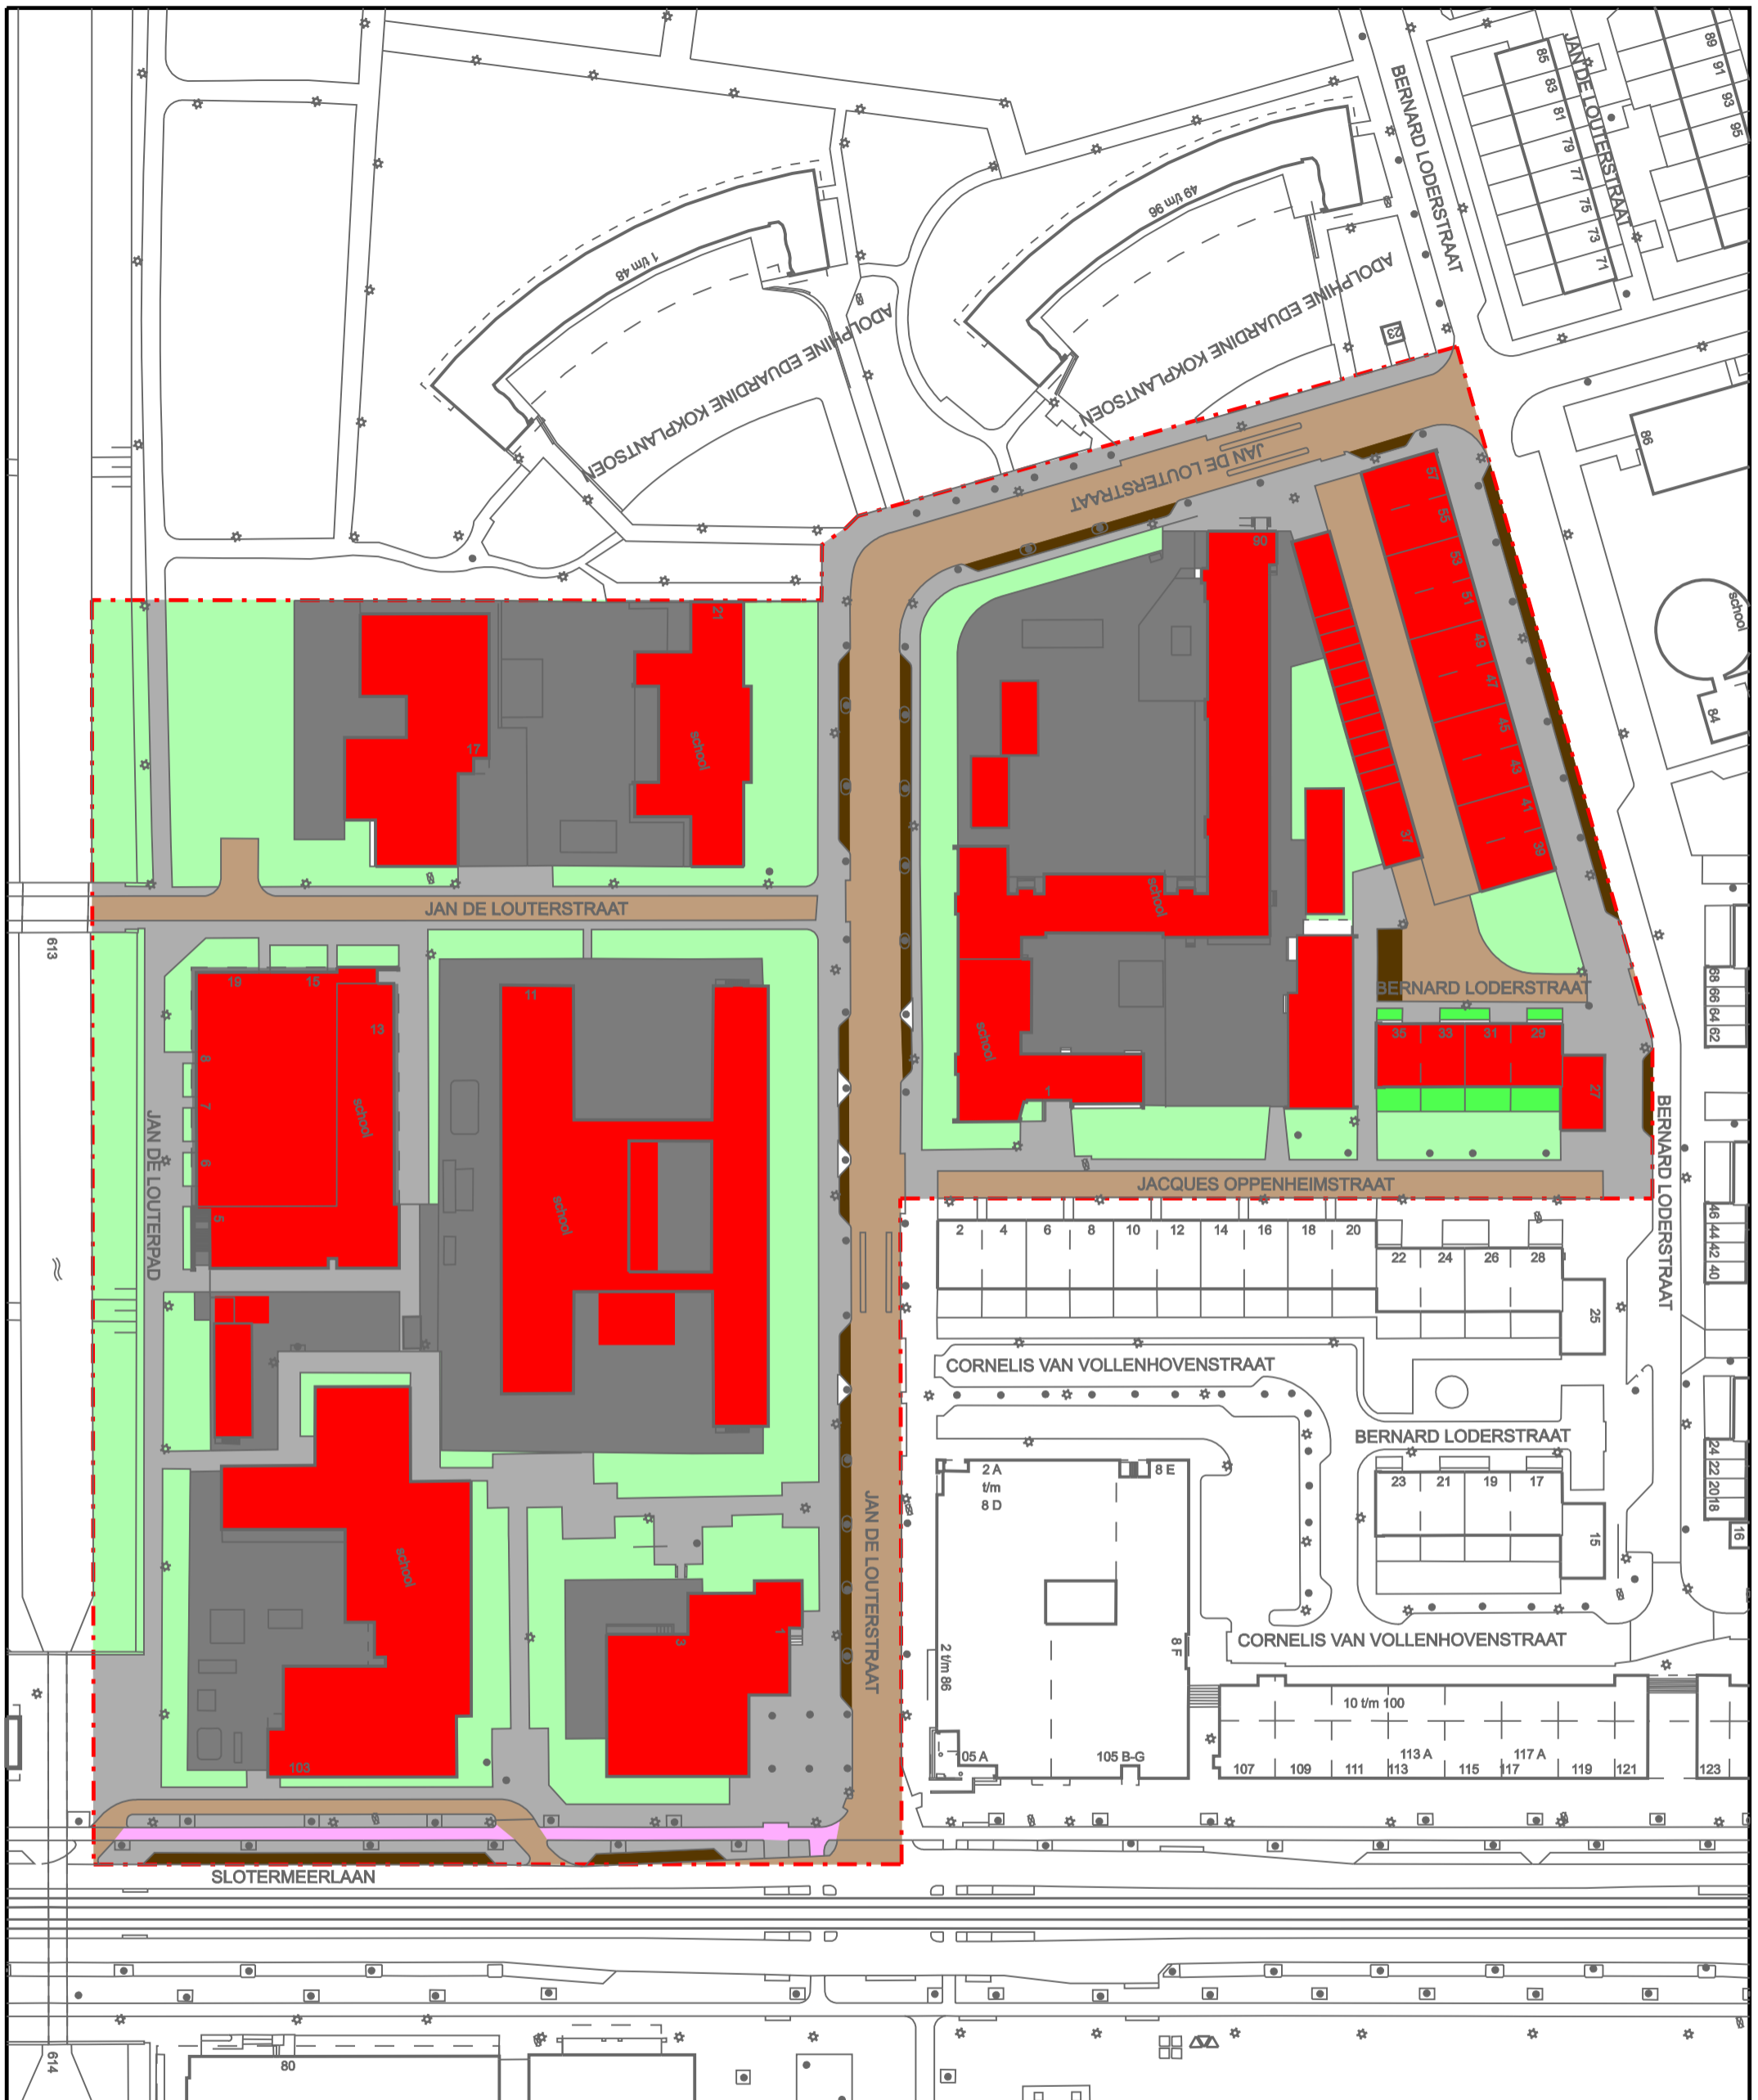 BERNARD LODERSTRAAT
JAN DE LOUTERSTRAAT
85
83
81
79
77
75
73
71
89
91
93
95
49 t/m 96
1 t/m 48
ADOLPHINE EDUARDINE KOKPLANTSOEN
ADOLPHINE EDUARDINE KOKPLANTSOEN
23
86
JAN DE LOUTERSTRAAT
57
55
53
51
49
47
45
43
41
39
37
90
school
84
21
17
school
school
JAN DE LOUTERSTRAAT
613
19
15
13
11
8
7
6
5
school
school
school
1
BERNARD LODERSTRAAT
35
33
31
29
27
68
66
64
62
JAN DE LOUTERPAD
BERNARD LODERSTRAAT
JACQUES OPPENHEIMSTRAAT
2
4
6
8
10
12
14
16
18
20
22
24
26
28
25
46
44
42
40
CORNELIS VAN VOLLENHOVENSTRAAT
BERNARD LODERSTRAAT
23
21
19
17
15
24
22
20
18
16
2 A
t/m
8 D
8 E
8 F
2 t/m 86
JAN DE LOUTERSTRAAT
school
3
1
103
CORNELIS VAN VOLLENHOVENSTRAAT
10 t/m 100
05 A
105 B-G
107
109
111
113
113 A
115
117
117 A
119
121
123
SLOTERMEERLAAN
614
80